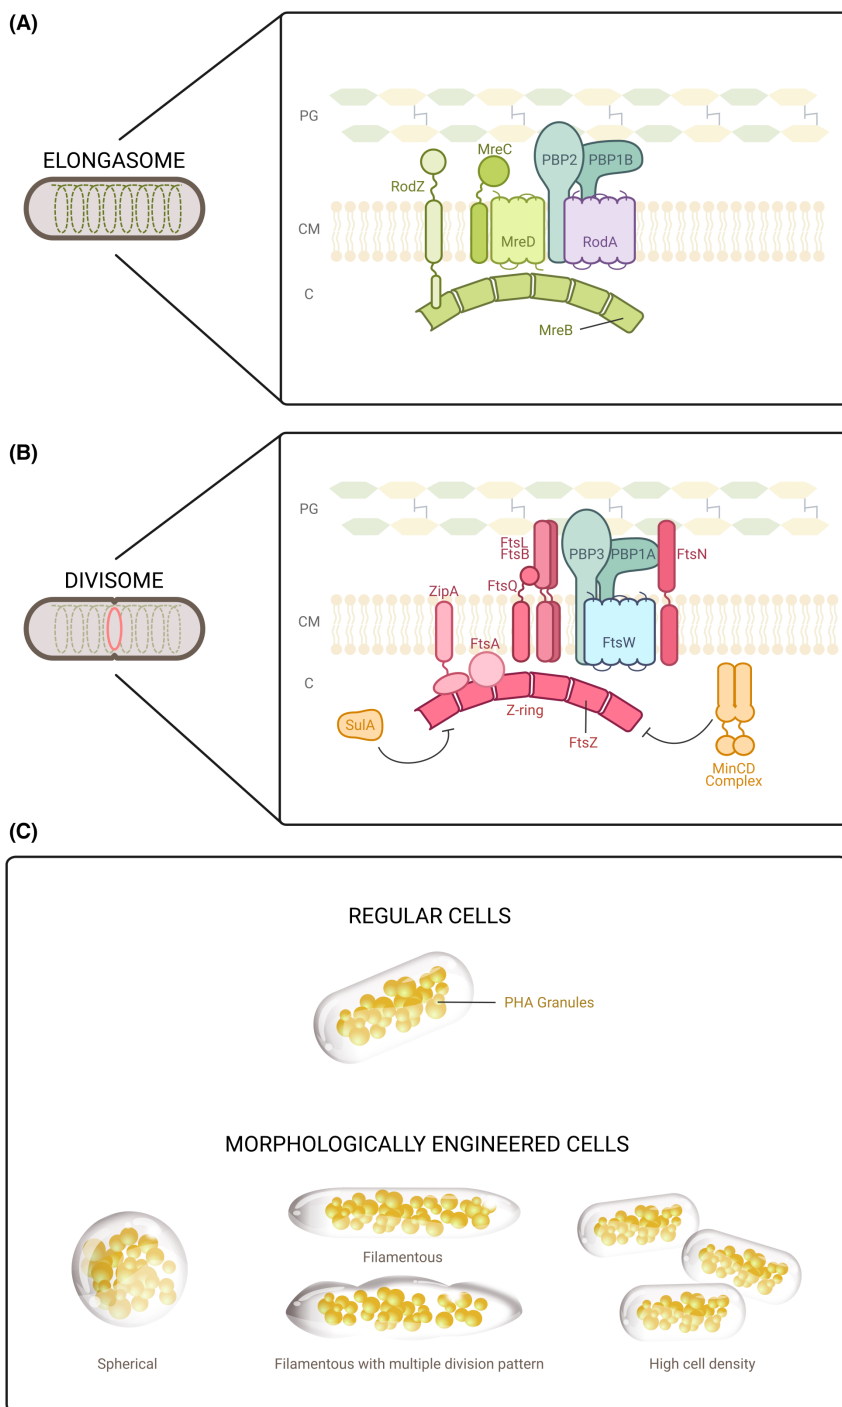 (A)
ELONGASOME
PG
CM
C
RodZ
MreC
PBP2
PBP1B
MreD
RodA
MreB
(B)
DIVISOME
PG
CM
C
ZipA
FtsA
FtsQ
FtsL
FtsB
PBP3
PBP1A
FtsN
FtsW
Z-ring
FtsZ
SulA
MinCD
Complex
(C)
REGULAR CELLS
PHA Granules
MORPHOLOGICALLY ENGINEERED CELLS
Filamentous
Spherical
Filamentous with multiple division pattern
High cell density